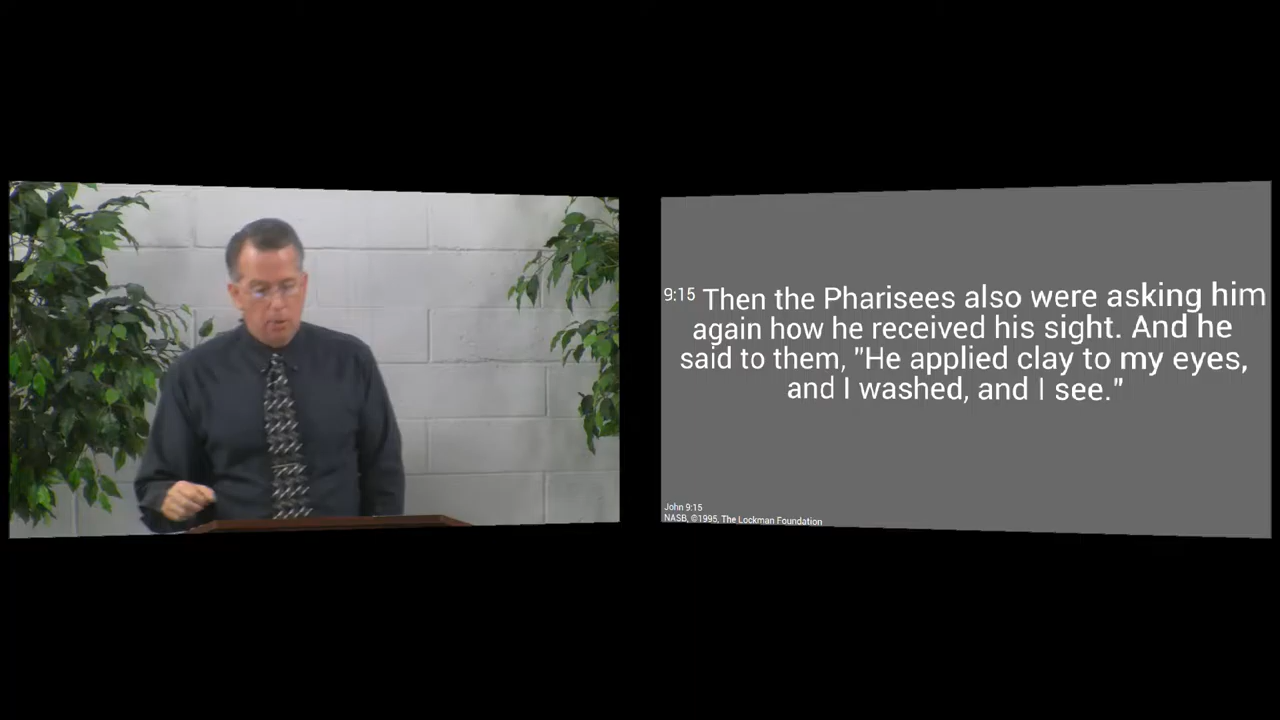 9:15 Then the Pharisees also were asking him
again how he received his sight. And he
said to them, "He applied clay to my eyes,
and I washed, and I see."
John 9:15
NASB, ©1995, The Lockman Foundation